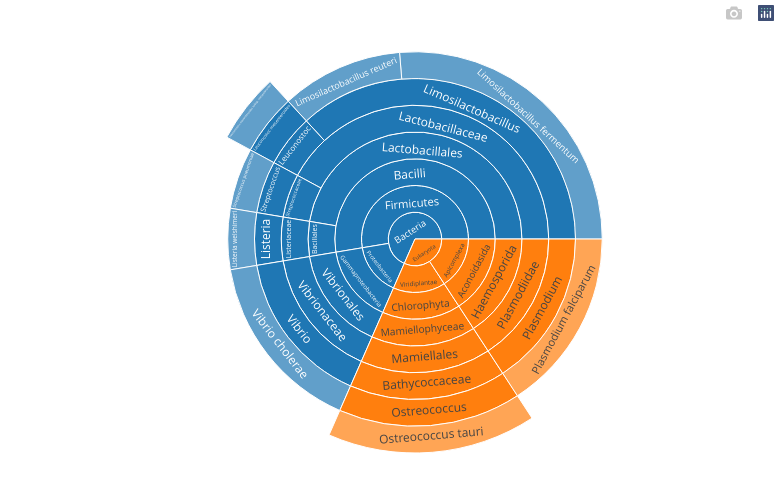 Limosilactobacillus reuteri
Limosilactobacillus fermentum
Limosilactobacillus
Lactobacillaceae
Lactobacillales
Bacilli
Firmicutes
Bacteria
Leuconostoc
Streptococcus
Streptococcaceae
Listeria welshimeri
Listeria
Listeriaceae
Bacillales
Proteobacteria
Gammaproteobacteria
Vibrionales
Vibrionaceae
Vibrio
Vibrio cholerae
Eukaryota
Apicomplexa
Aconoidasida
Haemosporida
Plasmodiidae
Plasmodium
Plasmodium falciparum
Viridiplantae
Chlorophyta
Mamiellophyceae
Mamiellales
Bathycoccaceae
Ostreococcus
Ostreococcus tauri